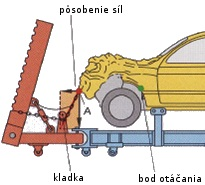 pôsobenie síl
A
kladka
bod otáčania